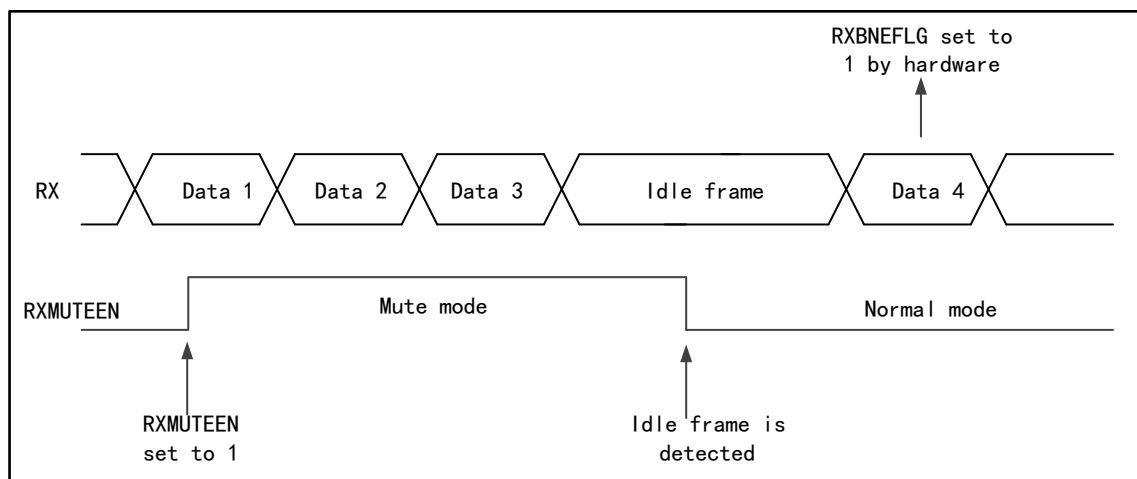 RXBNEFLG set to
1 by hardware
RX
Data 1
Data 2
Data 3
Idle frame
Data 4
RXMUTEEN
Mute mode
Normal mode
RXMUTEEN
set to 1
Idle frame is
detected